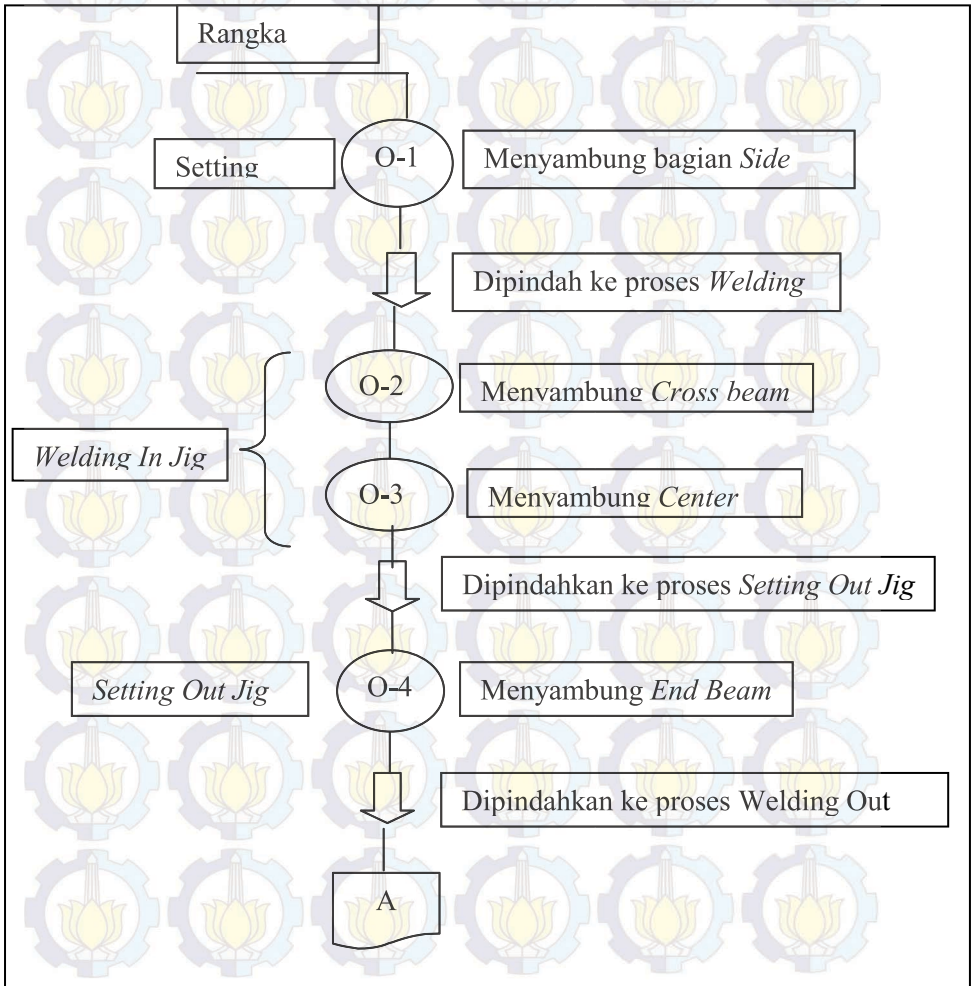 Rangka
Setting
O-1
Menyambung bagian Side
Dipindah ke proses Welding
O-2
Menyambung Cross beam
Welding In Jig
O-3
Menyambung Center
Dipindahkan ke proses Setting Out Jig
Setting Out Jig
O-4
Menyambung End Beam
Dipindahkan ke proses Welding Out
A